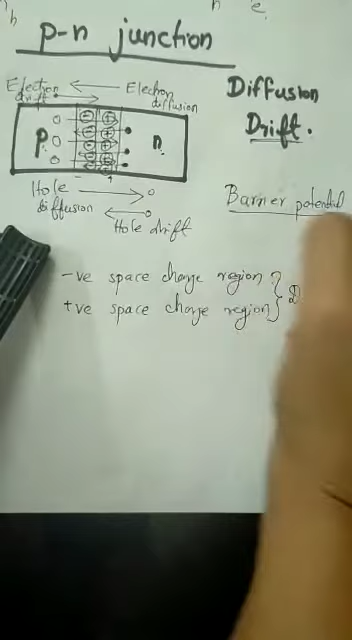 h n e
p-n junction
Electron drift
Electron diffusion
p n
- +
Hole diffusion
Hole drift
Diffusion
Drift.
Barrier potential
-ve space charge region
+ve space charge region } D